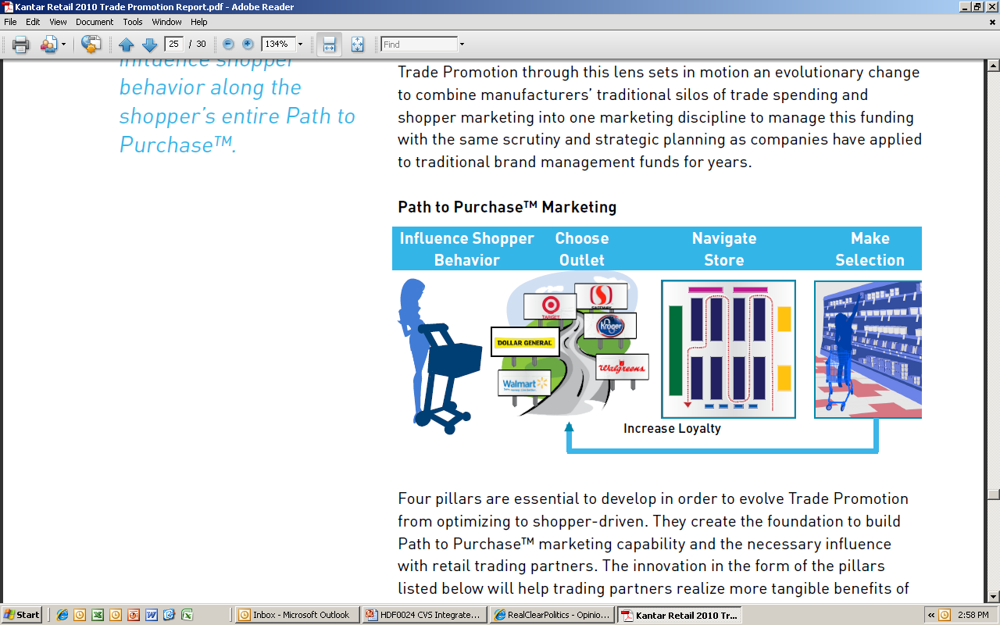 Kantar Retail 2010 Trade Promotion Report.pdf - Adobe Reader
File Edit View Document Tools Window Help
25 / 30 134% Find
influence shopper
behavior along the
shopper's entire Path to
Purchase™.
Trade Promotion through this lens sets in motion an evolutionary change
to combine manufacturers' traditional silos of trade spending and
shopper marketing into one marketing discipline to manage this funding
with the same scrutiny and strategic planning as companies have applied
to traditional brand management funds for years.
Path to Purchase™ Marketing
Influence Shopper
Behavior
Choose
Outlet
Navigate
Store
Make
Selection
TARGET
SAFEWAY
Kroger
DOLLAR GENERAL
Walgreens
Walmart
Increase Loyalty
Four pillars are essential to develop in order to evolve Trade Promotion
from optimizing to shopper-driven. They create the foundation to build
Path to Purchase™ marketing capability and the necessary influence
with retail trading partners. The innovation in the form of the pillars
listed below will help trading partners realize more tangible benefits of
Start Inbox - Microsoft Outlook HDF0024 CVS Integrate... RealClearPolitics - Opinio... Kantar Retail 2010 Tr... 2:58 PM